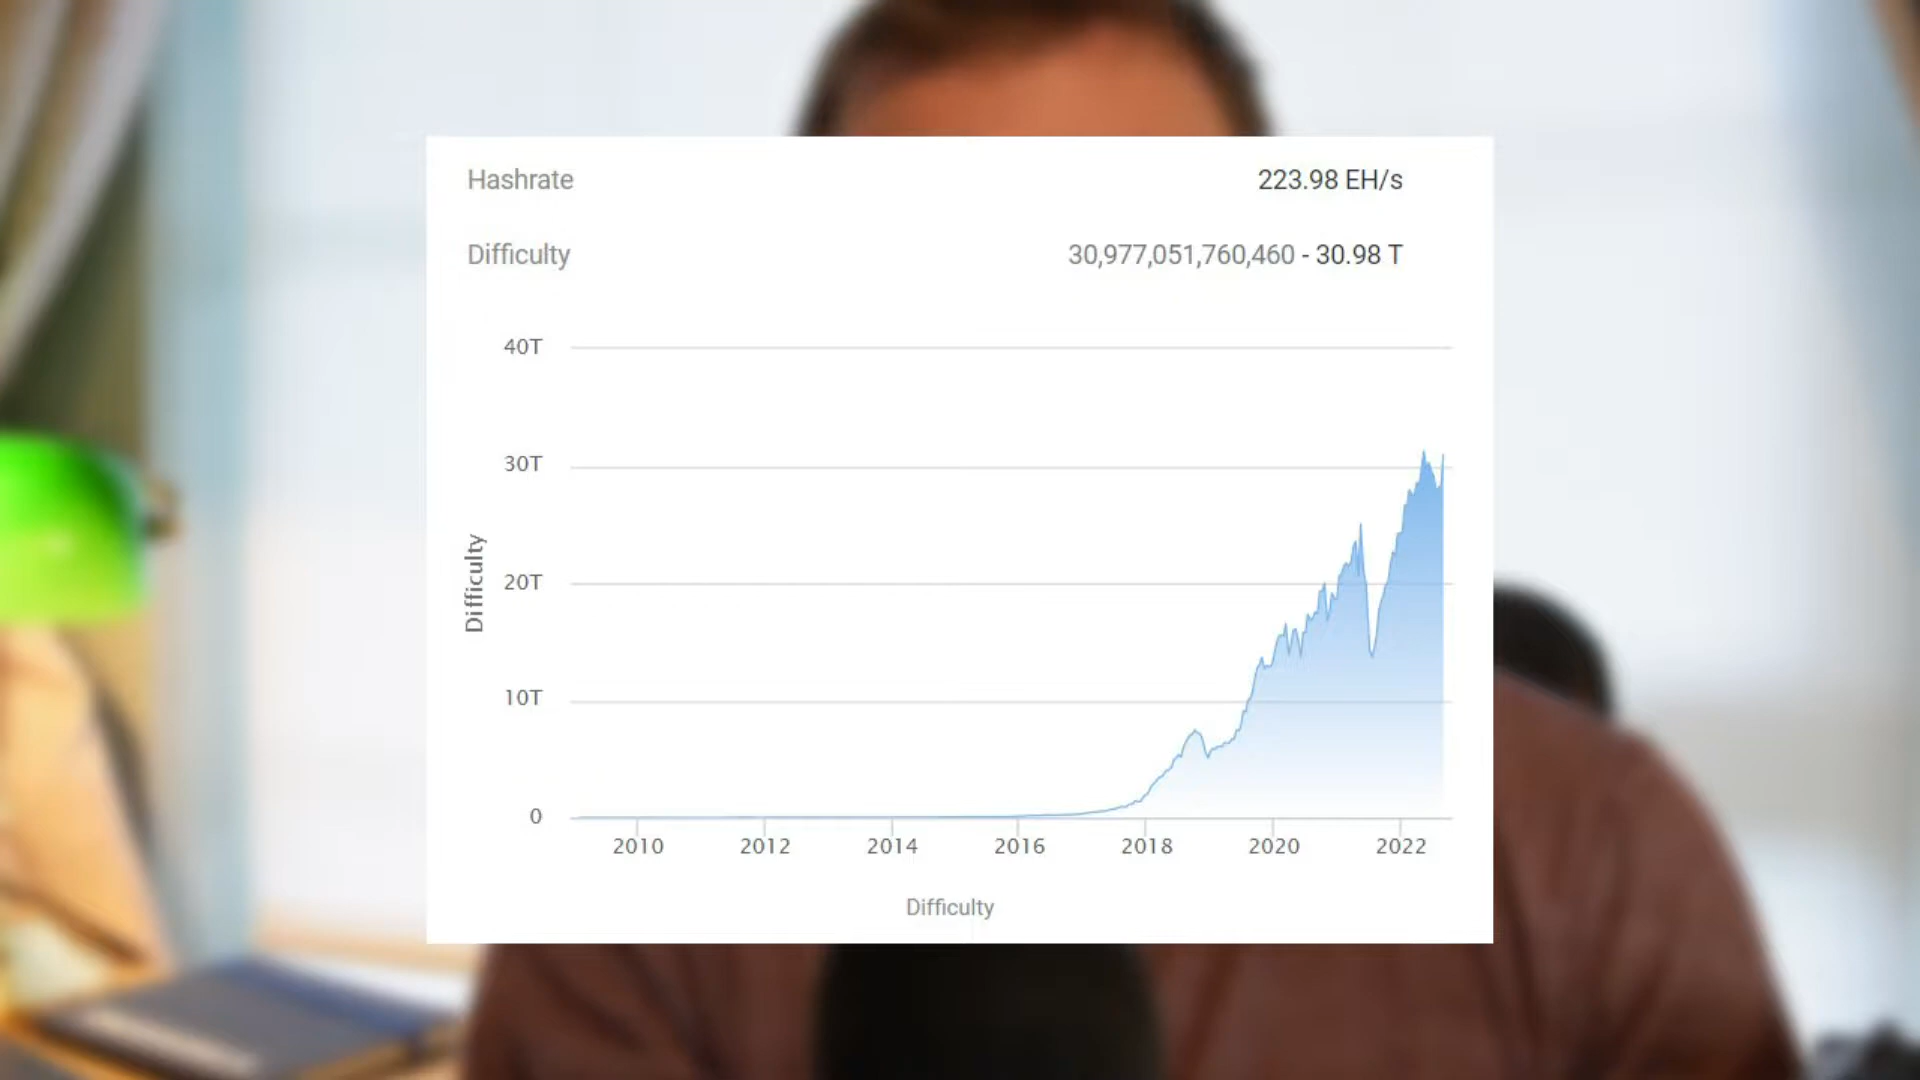 Hashrate 223.98 EH/s
Difficulty 30,977,051,760,460 - 30.98 T
40T
30T
20T
10T
0
Difficulty
2010 2012 2014 2016 2018 2020 2022
Difficulty